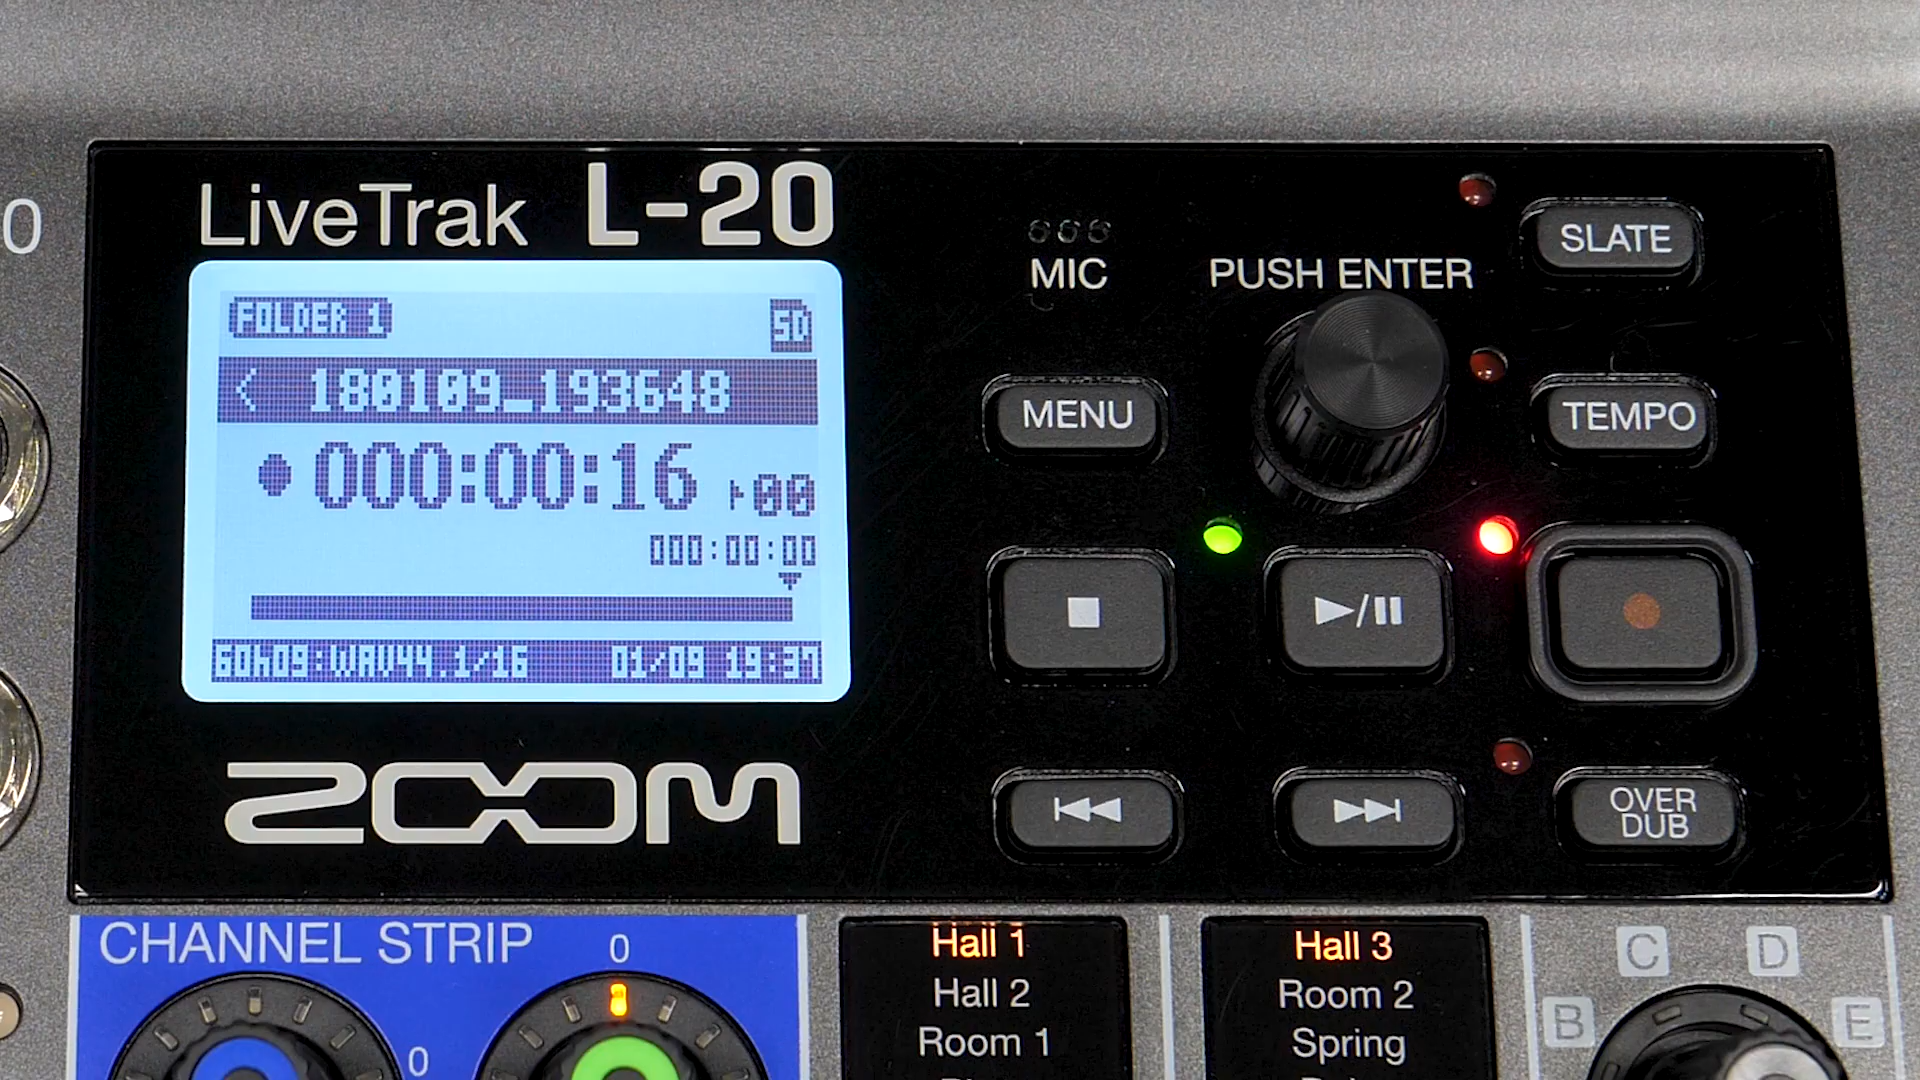 0
LiveTrak L-20
MIC
PUSH ENTER
SLATE
FOLDER 1 SD
< 180109_193648
000:00:16 00
000:00:00
60h09:WAV44.1/16 01/09 19:37
MENU
TEMPO
ZOOM
OVER
DUB
CHANNEL STRIP
0
0
Hall 1
Hall 2
Room 1
Hall 3
Room 2
Spring
B C D E